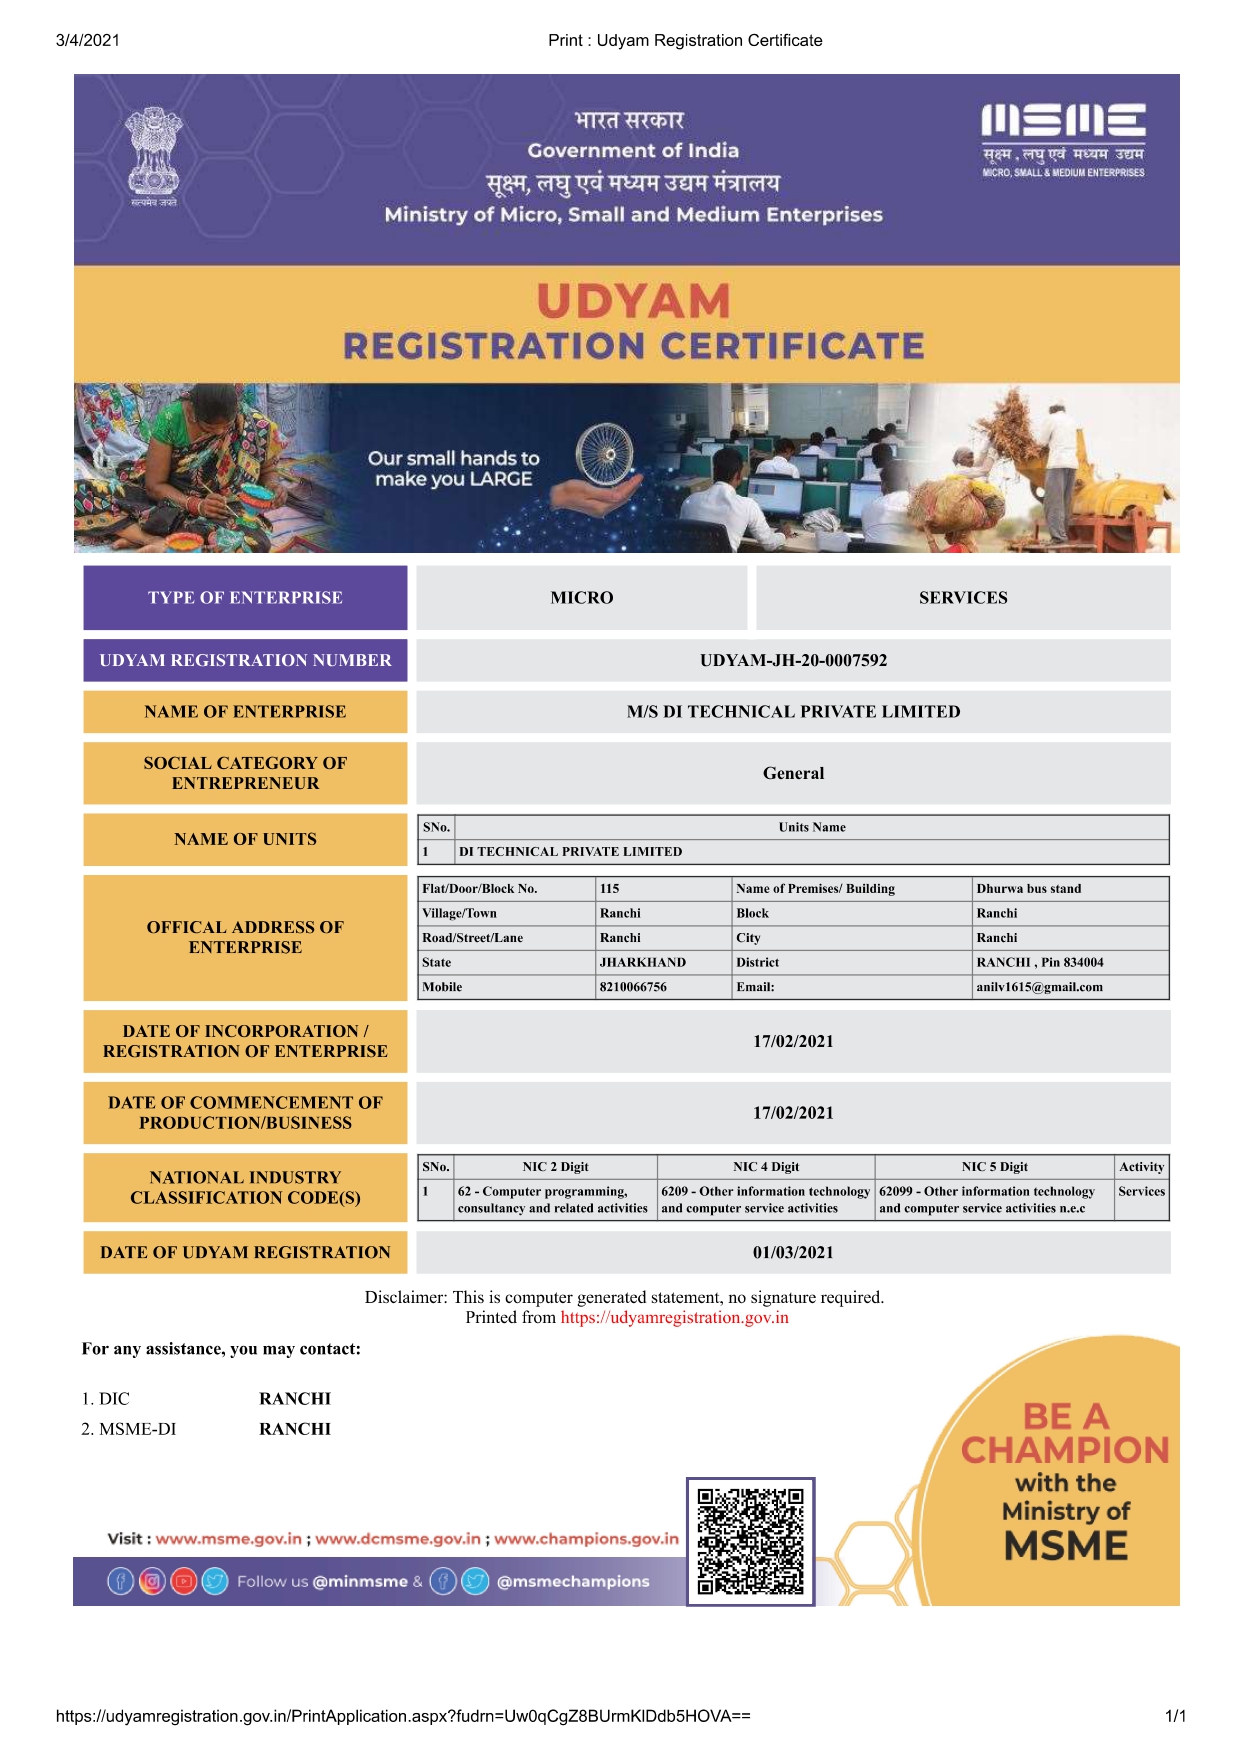 3/4/2021 Print : Udyam Registration Certificate
भारत सरकार
Government of India
सूक्ष्म, लघु एवं मध्यम उद्यम मंत्रालय
Ministry of Micro, Small and Medium Enterprises
सत्यमेव जयते
MSME
सूक्ष्म , लघु एवं मध्यम उद्यम
MICRO, SMALL & MEDIUM ENTERPRISES
UDYAM
REGISTRATION CERTIFICATE
Our small hands to
make you LARGE
TYPE OF ENTERPRISE MICRO SERVICES
UDYAM REGISTRATION NUMBER UDYAM-JH-20-0007592
NAME OF ENTERPRISE M/S DI TECHNICAL PRIVATE LIMITED
SOCIAL CATEGORY OF
ENTREPRENEUR
General
NAME OF UNITS
SNo. Units Name
1 DI TECHNICAL PRIVATE LIMITED
OFFICAL ADDRESS OF
ENTERPRISE
Flat/Door/Block No. 115 Name of Premises/ Building Dhurwa bus stand
Village/Town Ranchi Block Ranchi
Road/Street/Lane Ranchi City Ranchi
State JHARKHAND District RANCHI , Pin 834004
Mobile 8210066756 Email: anilv1615@gmail.com
DATE OF INCORPORATION /
REGISTRATION OF ENTERPRISE
17/02/2021
DATE OF COMMENCEMENT OF
PRODUCTION/BUSINESS
17/02/2021
NATIONAL INDUSTRY
CLASSIFICATION CODE(S)
SNo. NIC 2 Digit NIC 4 Digit NIC 5 Digit Activity
1 62 - Computer programming, 6209 - Other information technology 62099 - Other information technology Services
consultancy and related activities and computer service activities and computer service activities n.e.c
DATE OF UDYAM REGISTRATION 01/03/2021
Disclaimer: This is computer generated statement, no signature required.
Printed from https://udyamregistration.gov.in
For any assistance, you may contact:
1. DIC RANCHI
2. MSME-DI RANCHI
BE A
CHAMPION
with the
Ministry of
MSME
Visit : www.msme.gov.in ; www.dcmsme.gov.in ; www.champions.gov.in
Follow us @minmsme & @msmechampions
https://udyamregistration.gov.in/PrintApplication.aspx?fudrn=Uw0qCgZ8BUrmKlDdb5HOVA== 1/1